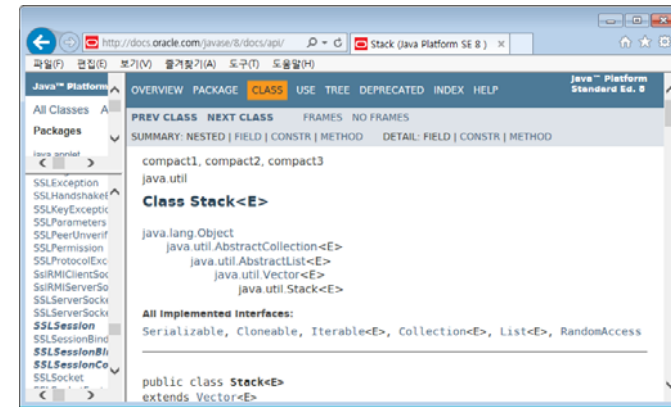 http://docs.oracle.com/javase/8/docs/api/
Stack (Java Platform SE 8 )
파일(F) 편집(E) 보기(V) 즐겨찾기(A) 도구(T) 도움말(H)
Java™ Platform
All Classes
Packages
java.applet
SSLException
SSLHandshakeE
SSLKeyExceptic
SSLParameters
SSLPeerUnverif
SSLPermission
SSLProtocolExc
SslRMIClientSoc
SslRMIServerSo
SSLServerSocke
SSLServerSocke
SSLSession
SSLSessionBind
SSLSessionBi
SSLSessionCo
SSLSocket
OVERVIEW PACKAGE CLASS USE TREE DEPRECATED INDEX HELP
Java™ Platform
Standard Ed. 8
PREV CLASS NEXT CLASS FRAMES NO FRAMES
SUMMARY: NESTED | FIELD | CONSTR | METHOD DETAIL: FIELD | CONSTR | METHOD
compact1, compact2, compact3
java.util
Class Stack<E>
java.lang.Object
java.util.AbstractCollection<E>
java.util.AbstractList<E>
java.util.Vector<E>
java.util.Stack<E>
All Implemented Interfaces:
Serializable, Cloneable, Iterable<E>, Collection<E>, List<E>, RandomAccess
public class Stack<E>
extends Vector<E>